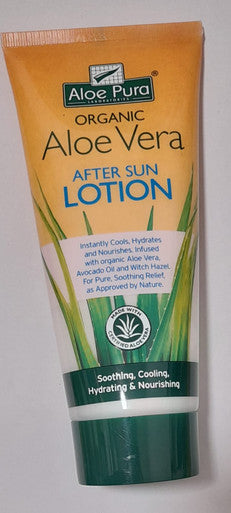 Aloe Pura®
LABORATORIES
ORGANIC
Aloe Vera
AFTER SUN
LOTION
Instantly Cools, Hydrates
and Nourishes. Infused
with organic Aloe Vera,
Avocado Oil and Witch Hazel.
For Pure, Soothing Relief,
as Approved by Nature.
MADE WITH
CERTIFIED ALOE VERA
Soothing, Cooling,
Hydrating & Nourishing